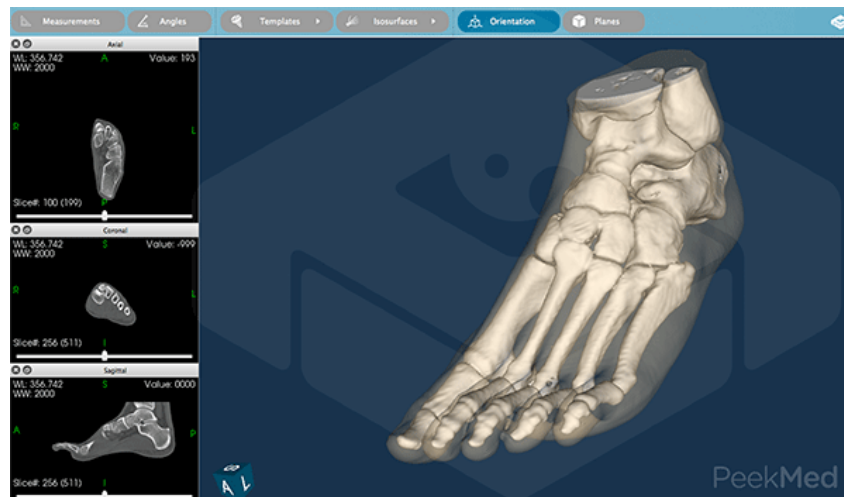 Measurements
Angles
Templates
Isosurfaces
Orientation
Planes
Axial
WL: 356.742
WW: 2000
A
Value: 193
R
L
Slice#: 100 (199)
P
Coronal
WL: 356.742
WW: 2000
S
Value: -999
R
L
Slice#: 256 (511)
I
Sagittal
WL: 356.742
WW: 2000
S
Value: 0000
A
P
Slice#: 256 (511)
I
A L
PeekMed